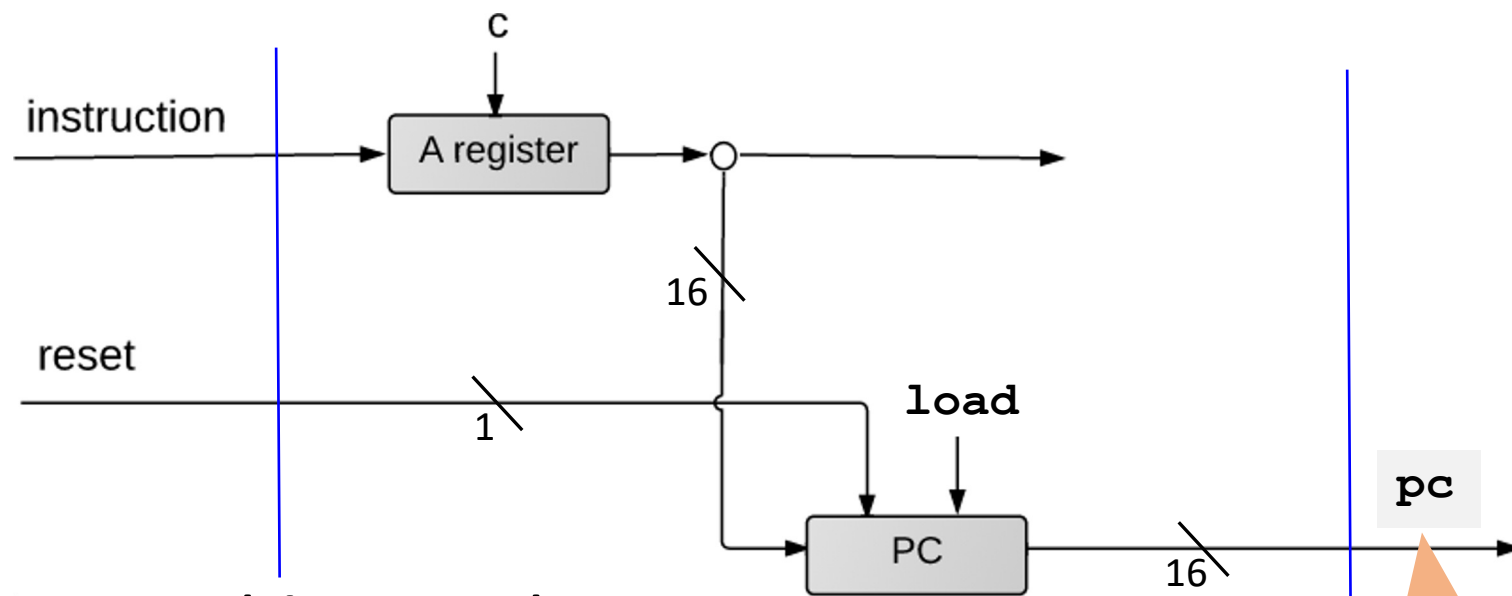 c
instruction
A register
16
reset
load
1
pc
PC
16